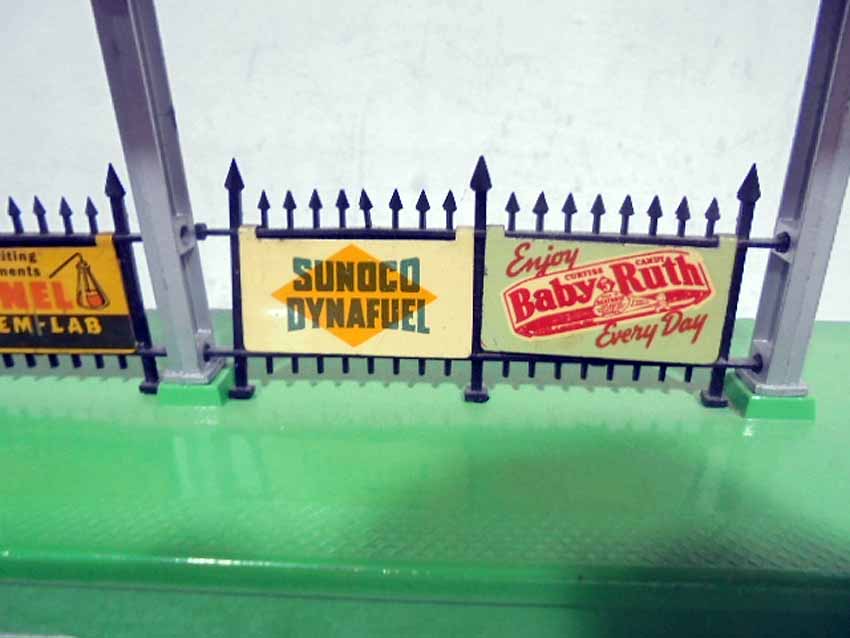 iting
ments
MEL
EM-LAB
SUNOCO
DYNAFUEL
Enjoy
CURTISS CANDY
Baby Ruth
Every Day